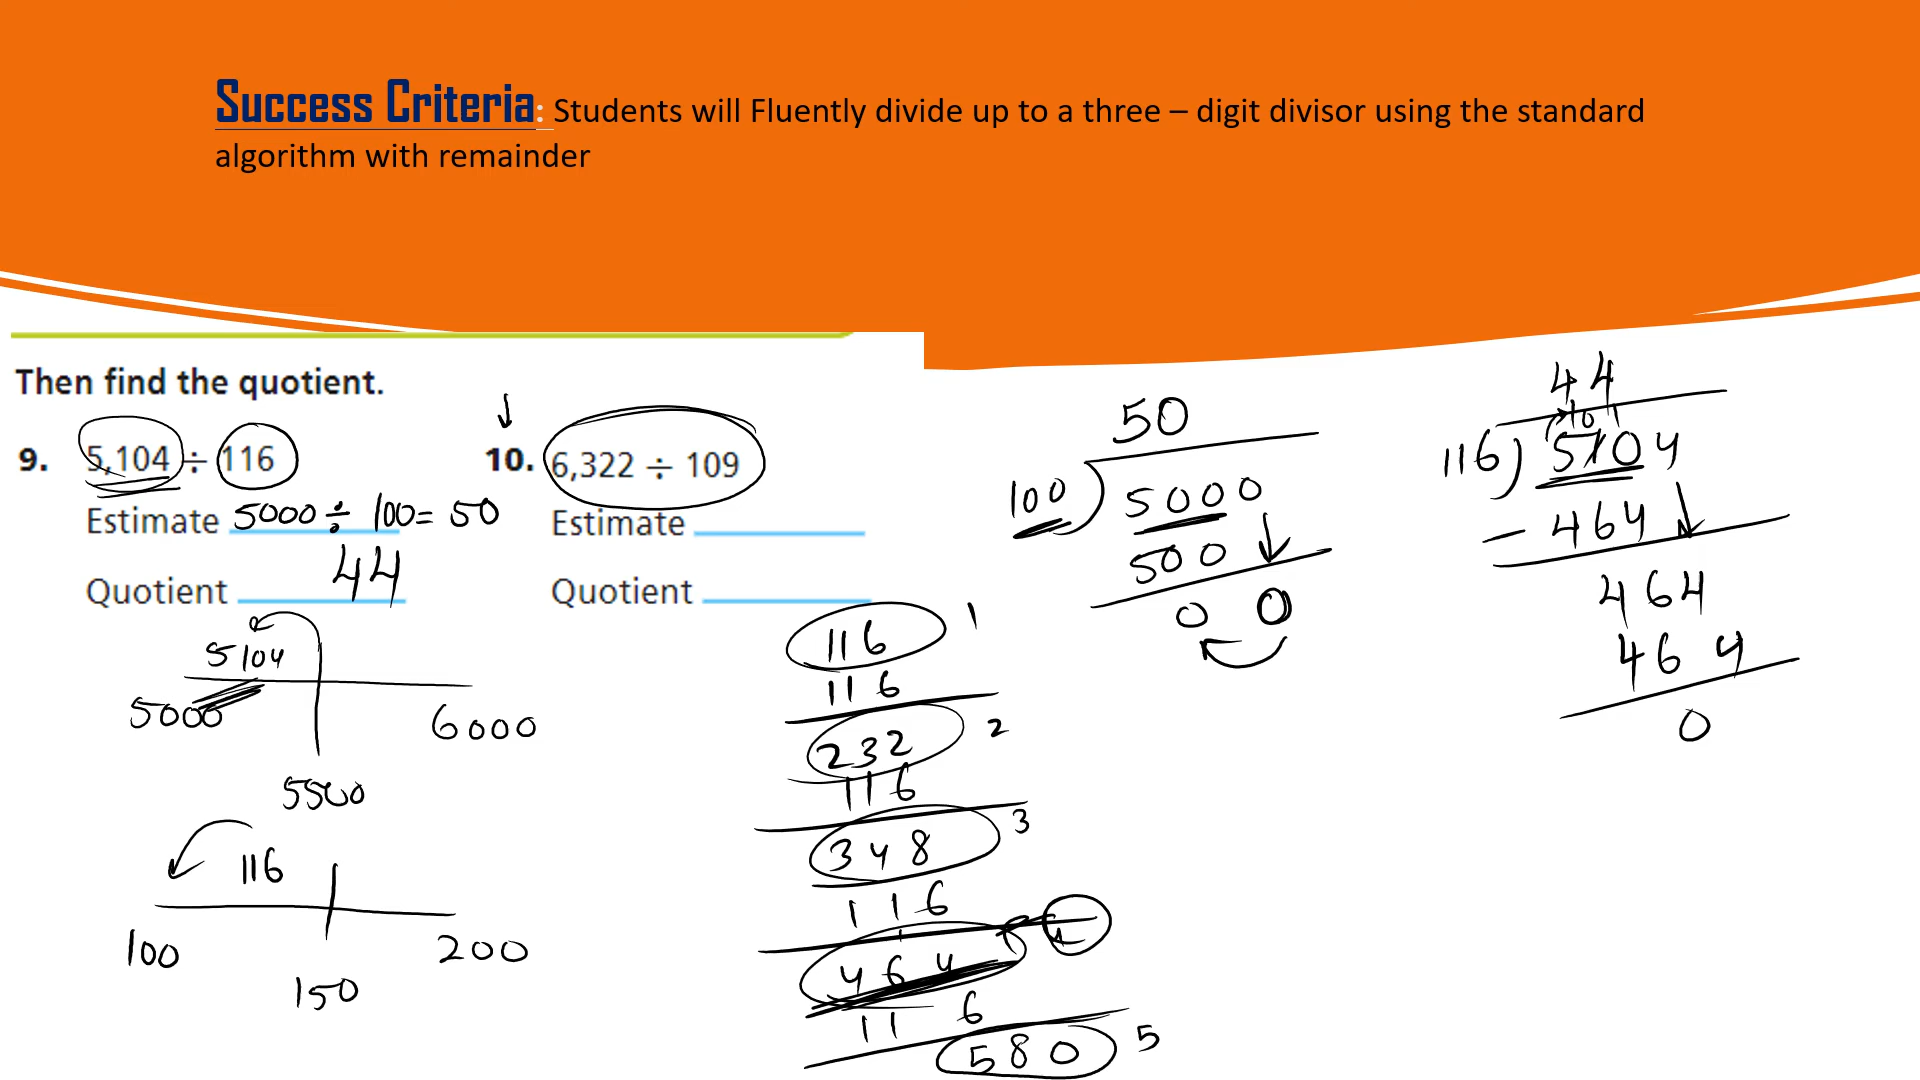 Success Criteria: Students will Fluently divide up to a three – digit divisor using the standard
algorithm with remainder
Then find the quotient.
9. 5,104 ÷ 116
Estimate 5000 ÷ 100 = 50
Quotient 44
5104
5000 6000
5500
116
100 200
150
10. 6,322 ÷ 109
Estimate
Quotient
116 1
116
232 2
116
348 3
116
464
116
580 5
50
100) 50000
500
0 0
44
116) 5104
- 464
464
464
0